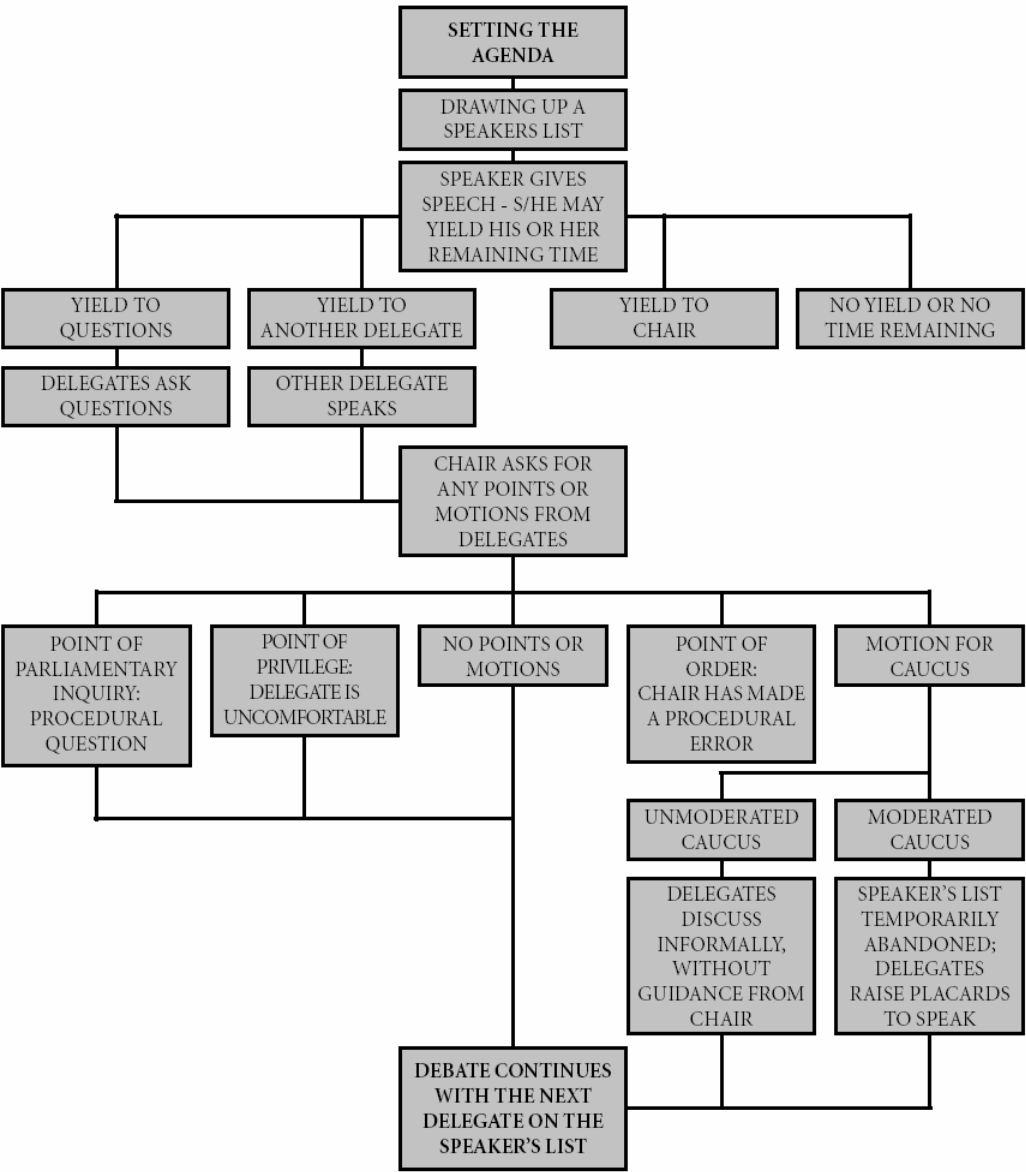 SETTING THE
AGENDA
DRAWING UP A
SPEAKERS LIST
SPEAKER GIVES
SPEECH - S/HE MAY
YIELD HIS OR HER
REMAINING TIME
YIELD TO
QUESTIONS
YIELD TO
ANOTHER DELEGATE
YIELD TO
CHAIR
NO YIELD OR NO
TIME REMAINING
DELEGATES ASK
QUESTIONS
OTHER DELEGATE
SPEAKS
CHAIR ASKS FOR
ANY POINTS OR
MOTIONS FROM
DELEGATES
POINT OF
PARLIAMENTARY
INQUIRY:
PROCEDURAL
QUESTION
POINT OF
PRIVILEGE:
DELEGATE IS
UNCOMFORTABLE
NO POINTS OR
MOTIONS
POINT OF
ORDER:
CHAIR HAS MADE
A PROCEDURAL
ERROR
MOTION FOR
CAUCUS
UNMODERATED
CAUCUS
MODERATED
CAUCUS
DELEGATES
DISCUSS
INFORMALLY,
WITHOUT
GUIDANCE FROM
CHAIR
SPEAKER'S LIST
TEMPORARILY
ABANDONED;
DELEGATES
RAISE PLACARDS
TO SPEAK
DEBATE CONTINUES
WITH THE NEXT
DELEGATE ON THE
SPEAKER'S LIST